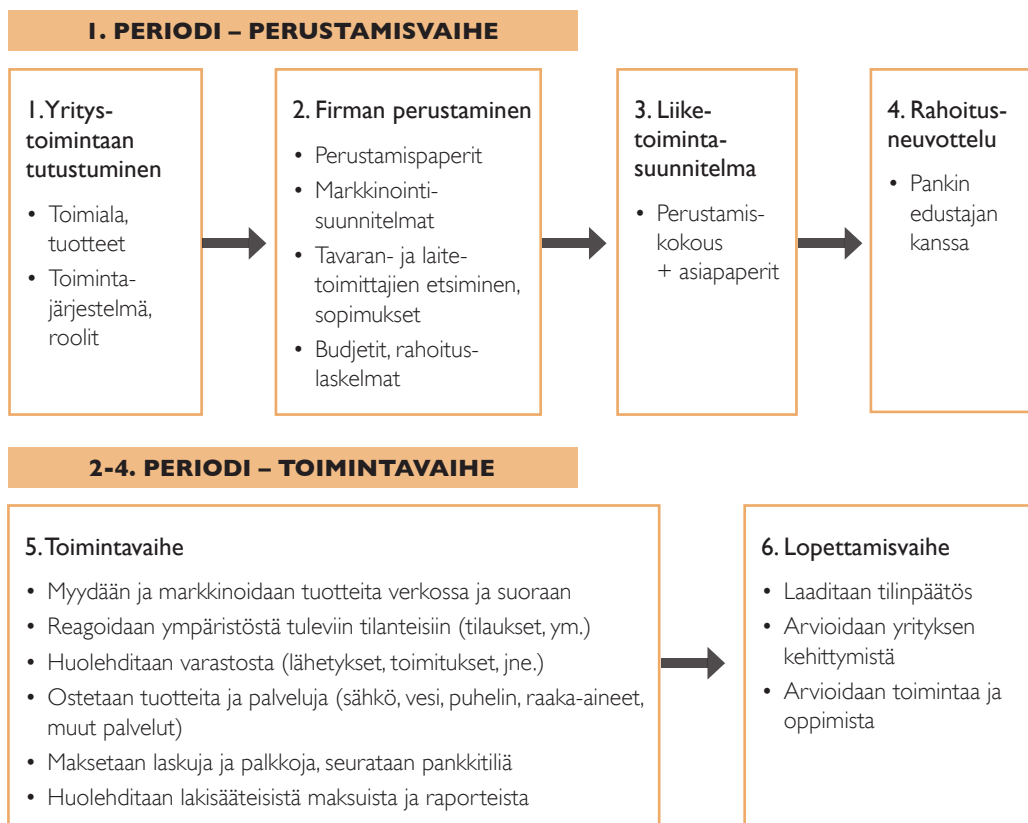 1. PERIODI – PERUSTAMISVAIHE
1. Yritys-
toimintaan
tutustuminen
• Toimiala,
tuotteet
• Toiminta-
järjestelmä,
roolit
2. Firman perustaminen
• Perustamispaperit
• Markkinointi-
suunnitelmat
• Tavaran- ja laite-
toimittajien etsiminen,
sopimukset
• Budjetit, rahoitus-
laskelmat
3. Liike-
toiminta-
suunnitelma
• Perustamis-
kokous
+ asiapaperit
4. Rahoitus-
neuvottelu
• Pankin
edustajan
kanssa
2-4. PERIODI – TOIMINTAVAIHE
5. Toimintavaihe
• Myydään ja markkinoidaan tuotteita verkossa ja suoraan
• Reagoidaan ympäristöstä tuleviin tilanteisiin (tilaukset, ym.)
• Huolehditaan varastosta (lähetykset, toimitukset, jne.)
• Ostetaan tuotteita ja palveluja (sähkö, vesi, puhelin, raaka-aineet,
muut palvelut)
• Maksetaan laskuja ja palkkoja, seurataan pankkitiliä
• Huolehditaan lakisääteisistä maksuista ja raporteista
6. Lopettamisvaihe
• Laaditaan tilinpäätös
• Arvioidaan yrityksen
kehittymistä
• Arvioidaan toimintaa ja
oppimista